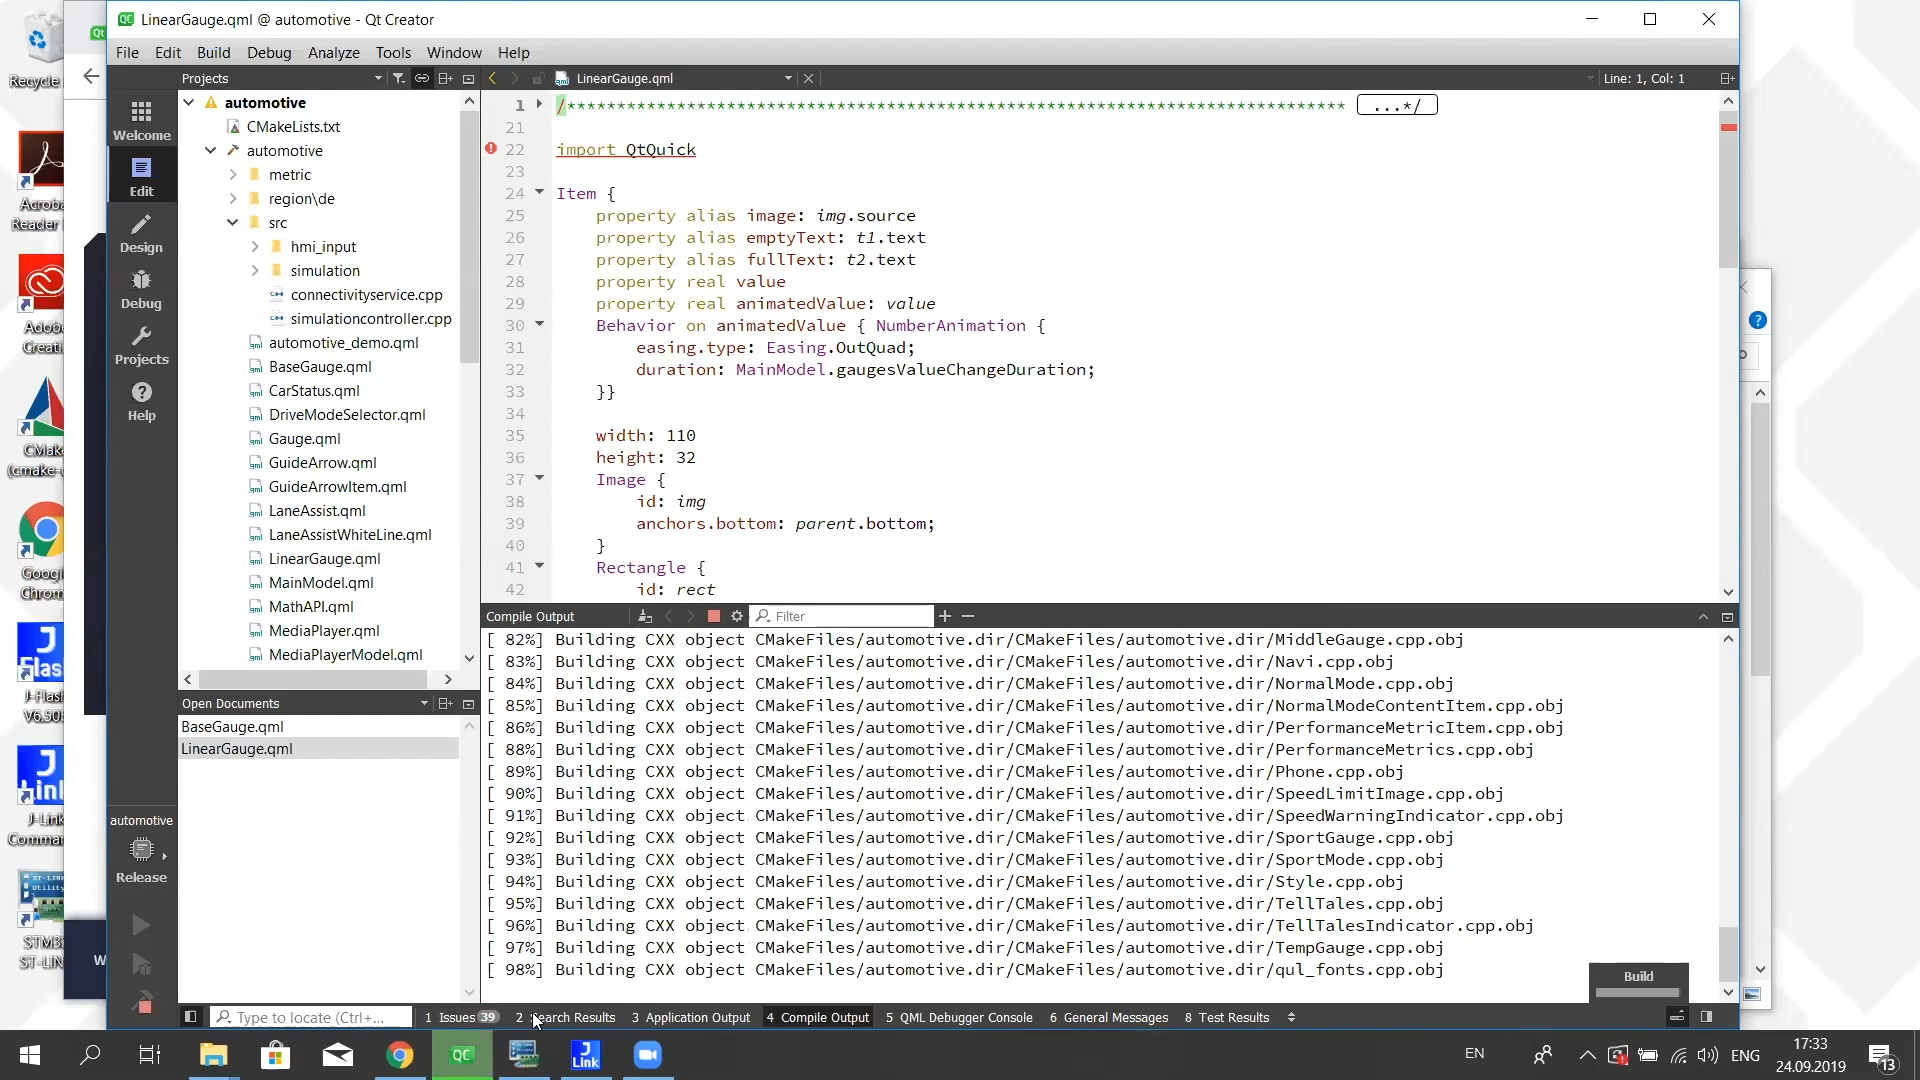 LinearGauge.qml @ automotive - Qt Creator
File Edit Build Debug Analyze Tools Window Help
Projects
LinearGauge.qml
Line: 1, Col: 1
Recycle
Acrobat
Reader
Adobe
Creati
CMak
(cmake-
Google
Chrom
J-Flash
V6.50
J-Link
Comman
STM3
ST-LIN
Welcome
Edit
Design
Debug
Projects
Help
automotive
Release
automotive
CMakeLists.txt
automotive
metric
region\de
src
hmi_input
simulation
connectivityservice.cpp
simulationcontroller.cpp
automotive_demo.qml
BaseGauge.qml
CarStatus.qml
DriveModeSelector.qml
Gauge.qml
GuideArrow.qml
GuideArrowItem.qml
LaneAssist.qml
LaneAssistWhiteLine.qml
LinearGauge.qml
MainModel.qml
MathAPI.qml
MediaPlayer.qml
MediaPlayerModel.qml
Open Documents
BaseGauge.qml
LinearGauge.qml
1 /****************************************************************************** ...*/
21
22 import QtQuick
23
24 Item {
25 property alias image: img.source
26 property alias emptyText: t1.text
27 property alias fullText: t2.text
28 property real value
29 property real animatedValue: value
30 Behavior on animatedValue { NumberAnimation {
31 easing.type: Easing.OutQuad;
32 duration: MainModel.gaugesValueChangeDuration;
33 }}
34
35 width: 110
36 height: 32
37 Image {
38 id: img
39 anchors.bottom: parent.bottom;
40 }
41 Rectangle {
42 id: rect
Compile Output
Filter
[ 82%] Building CXX object CMakeFiles/automotive.dir/CMakeFiles/automotive.dir/MiddleGauge.cpp.obj
[ 83%] Building CXX object CMakeFiles/automotive.dir/CMakeFiles/automotive.dir/Navi.cpp.obj
[ 84%] Building CXX object CMakeFiles/automotive.dir/CMakeFiles/automotive.dir/NormalMode.cpp.obj
[ 85%] Building CXX object CMakeFiles/automotive.dir/CMakeFiles/automotive.dir/NormalModeContentItem.cpp.obj
[ 86%] Building CXX object CMakeFiles/automotive.dir/CMakeFiles/automotive.dir/PerformanceMetricItem.cpp.obj
[ 88%] Building CXX object CMakeFiles/automotive.dir/CMakeFiles/automotive.dir/PerformanceMetrics.cpp.obj
[ 89%] Building CXX object CMakeFiles/automotive.dir/CMakeFiles/automotive.dir/Phone.cpp.obj
[ 90%] Building CXX object CMakeFiles/automotive.dir/CMakeFiles/automotive.dir/SpeedLimitImage.cpp.obj
[ 91%] Building CXX object CMakeFiles/automotive.dir/CMakeFiles/automotive.dir/SpeedWarningIndicator.cpp.obj
[ 92%] Building CXX object CMakeFiles/automotive.dir/CMakeFiles/automotive.dir/SportGauge.cpp.obj
[ 93%] Building CXX object CMakeFiles/automotive.dir/CMakeFiles/automotive.dir/SportMode.cpp.obj
[ 94%] Building CXX object CMakeFiles/automotive.dir/CMakeFiles/automotive.dir/Style.cpp.obj
[ 95%] Building CXX object CMakeFiles/automotive.dir/CMakeFiles/automotive.dir/TellTales.cpp.obj
[ 96%] Building CXX object CMakeFiles/automotive.dir/CMakeFiles/automotive.dir/TellTalesIndicator.cpp.obj
[ 97%] Building CXX object CMakeFiles/automotive.dir/CMakeFiles/automotive.dir/TempGauge.cpp.obj
[ 98%] Building CXX object CMakeFiles/automotive.dir/CMakeFiles/automotive.dir/qul_fonts.cpp.obj
Build
Type to locate (Ctrl+...
1 Issues 39 2 Search Results 3 Application Output 4 Compile Output 5 QML Debugger Console 6 General Messages 8 Test Results
EN
ENG
17:33
24.09.2019
13